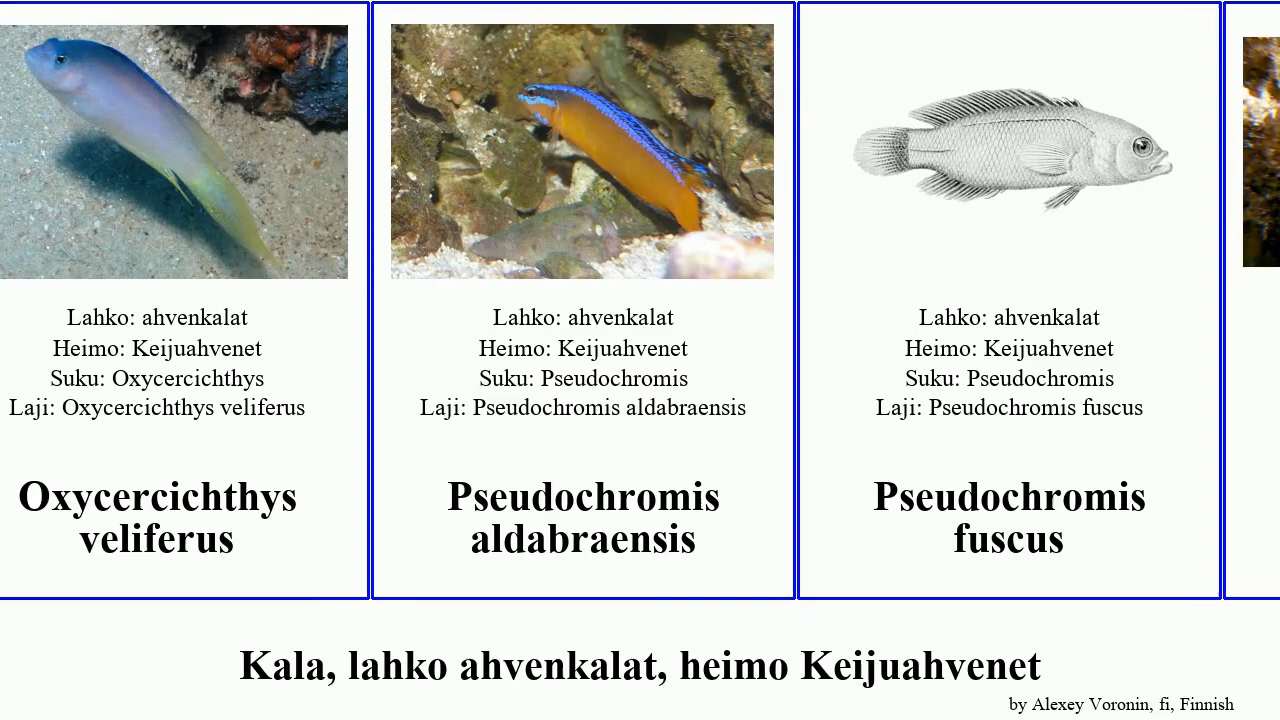 Lahko: ahvenkalat
Heimo: Keijuahvenet
Suku: Oxycercichthys
Laji: Oxycercichthys veliferus
Oxycercichthys
veliferus
Lahko: ahvenkalat
Heimo: Keijuahvenet
Suku: Pseudochromis
Laji: Pseudochromis aldabraensis
Pseudochromis
aldabraensis
Lahko: ahvenkalat
Heimo: Keijuahvenet
Suku: Pseudochromis
Laji: Pseudochromis fuscus
Pseudochromis
fuscus
Kala, lahko ahvenkalat, heimo Keijuahvenet
by Alexey Voronin, fi, Finnish